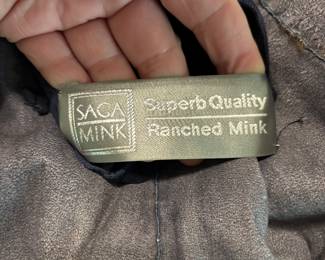 SAGA
MINK
Superb Quality
Ranched Mink